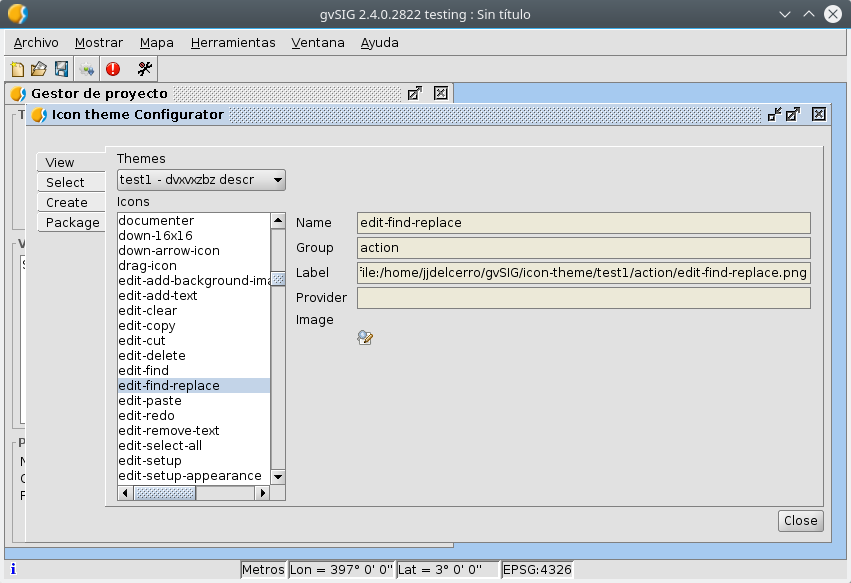 gvSIG 2.4.0.2822 testing : Sin título
Archivo Mostrar Mapa Herramientas Ventana Ayuda
Gestor de proyecto
Icon theme Configurator
View
Select
Create
Package
Themes
test1 - dvxvxzbz descr
Icons
documenter
down-16x16
down-arrow-icon
drag-icon
edit-add-background-ima
edit-add-text
edit-clear
edit-copy
edit-cut
edit-delete
edit-find
edit-find-replace
edit-paste
edit-redo
edit-remove-text
edit-select-all
edit-setup
edit-setup-appearance
Name edit-find-replace
Group action
Label file:/home/jjdelcerro/gvSIG/icon-theme/test1/action/edit-find-replace.png
Provider
Image
Close
Metros Lon = 397° 0' 0'' Lat = 3° 0' 0'' EPSG:4326